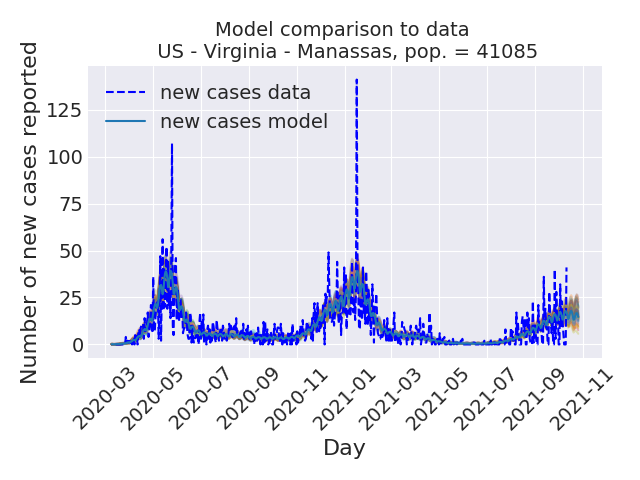 Model comparison to data
US - Virginia - Manassas, pop. = 41085
Number of new cases reported
new cases data
new cases model
125
100
75
50
25
0
2020-03
2020-05
2020-07
2020-09
2020-11
2021-01
2021-03
2021-05
2021-07
2021-09
2021-11
Day